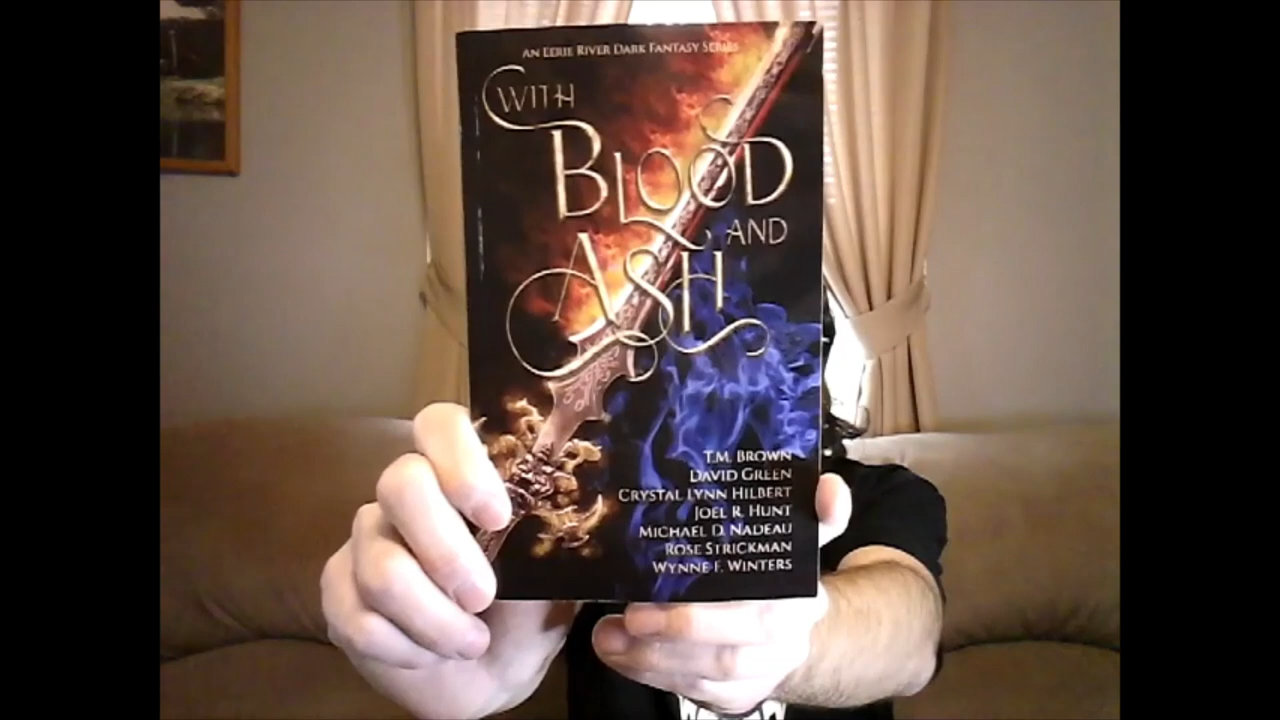 AN EERIE RIVER DARK FANTASY SERIES
WITH
BLOOD
AND
ASH
T.M. BROWN
DAVID GREEN
CRYSTAL LYNN HILBERT
JOEL R. HUNT
MICHAEL D. NADEAU
ROSE STRICKMAN
WYNNE F. WINTERS